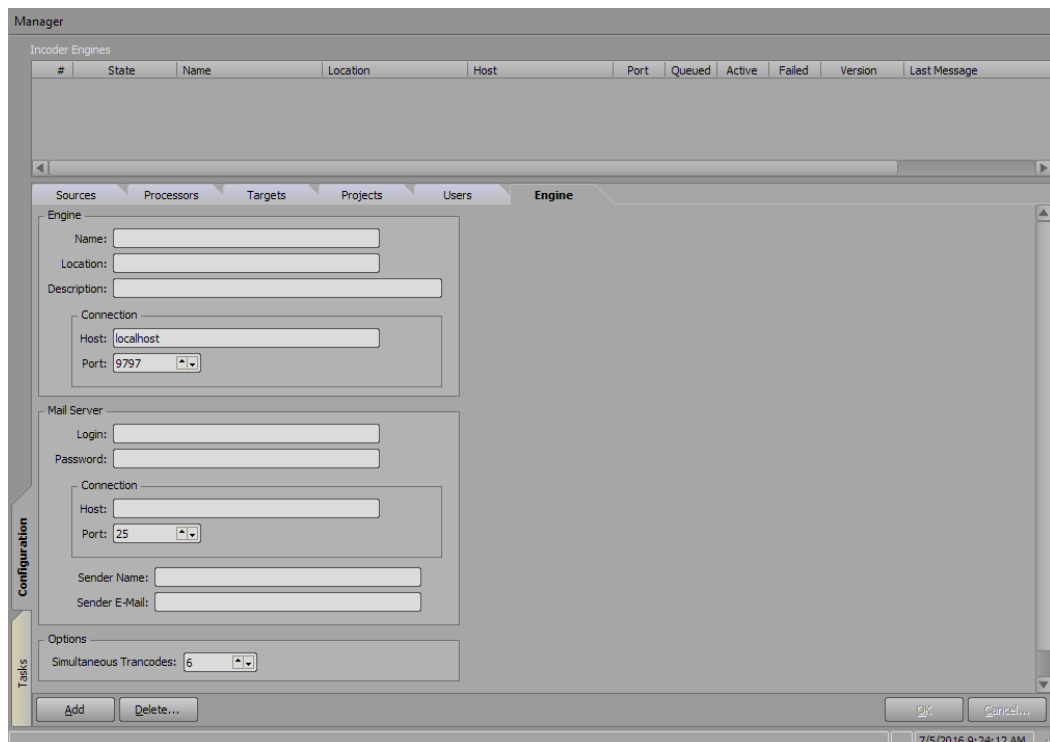 Manager
Incoder Engines
# State Name Location Host Port Queued Active Failed Version Last Message
Sources Processors Targets Projects Users Engine
Engine
Name:
Location:
Description:
Connection
Host: localhost
Port: 9797
Mail Server
Login:
Password:
Connection
Host:
Port: 25
Sender Name:
Sender E-Mail:
Options
Simultaneous Trancodes: 6
Configuration
Tasks
Add Delete... OK Cancel...
7/5/2016 9:24:12 AM